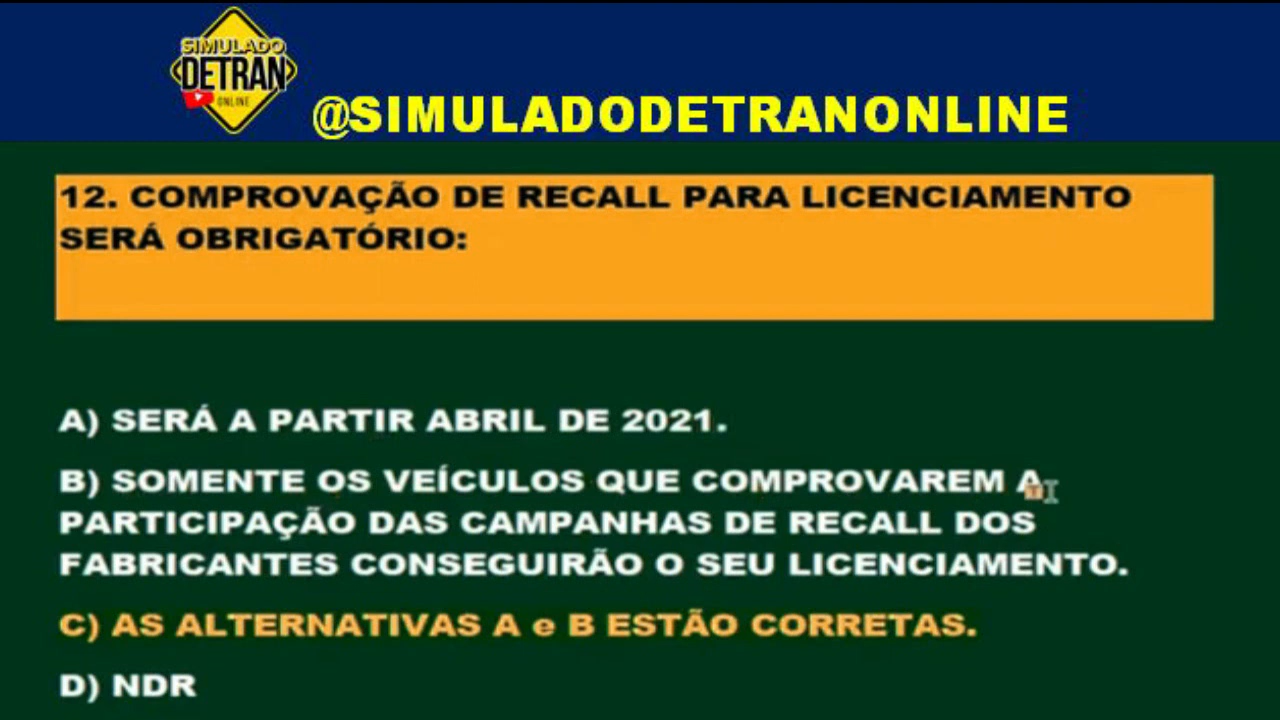 SIMULADO
DETRAN
ONLINE
@SIMULADODETRANONLINE
12. COMPROVAÇÃO DE RECALL PARA LICENCIAMENTO
SERÁ OBRIGATÓRIO:
A) SERÁ A PARTIR ABRIL DE 2021.
B) SOMENTE OS VEÍCULOS QUE COMPROVAREM A
PARTICIPAÇÃO DAS CAMPANHAS DE RECALL DOS
FABRICANTES CONSEGUIRÃO O SEU LICENCIAMENTO.
C) AS ALTERNATIVAS A e B ESTÃO CORRETAS.
D) NDR